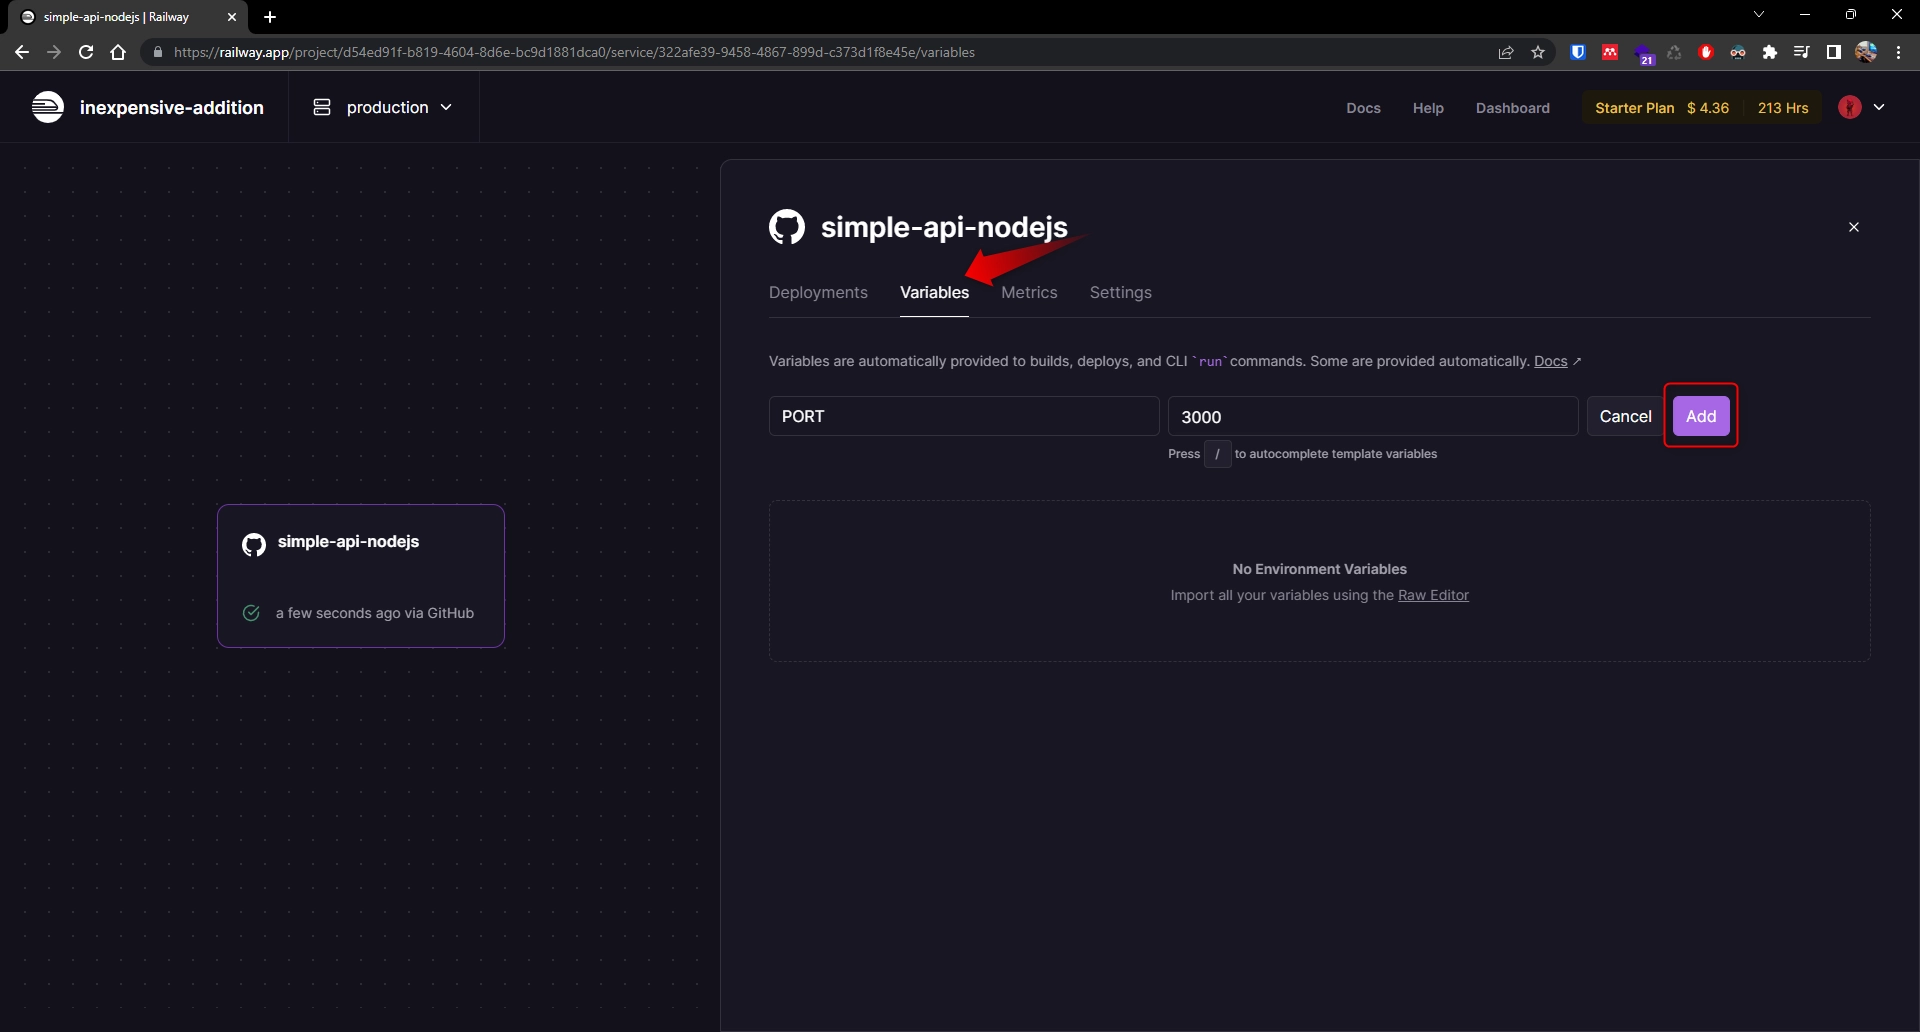 simple-api-nodejs | Railway
https://railway.app/project/d54ed91f-b819-4604-8d6e-bc9d1881dca0/service/322afe39-9458-4867-899d-c373d1f8e45e/variables
21
inexpensive-addition
production
Docs
Help
Dashboard
Starter Plan $ 4.36 213 Hrs
simple-api-nodejs
Deployments
Variables
Metrics
Settings
Variables are automatically provided to builds, deploys, and CLI `run` commands. Some are provided automatically. Docs ↗
PORT
3000
Cancel
Add
Press / to autocomplete template variables
No Environment Variables
Import all your variables using the Raw Editor
simple-api-nodejs
a few seconds ago via GitHub